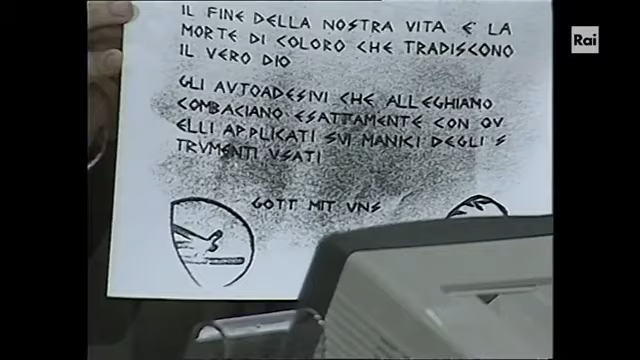 Rai
IL FINE DELLA NOSTRA VITA E' LA
MORTE DI COLORO CHE TRADISCONO
IL VERO DIO
GLI AVTOADESIVI CHE ALLEGHIAMO
COMBACIANO ESATTAMENTE CON QV
ELLI APPLICATI SVI MANICI DEGLI S
TRVMENTI VSATI
GOTT MIT VNS